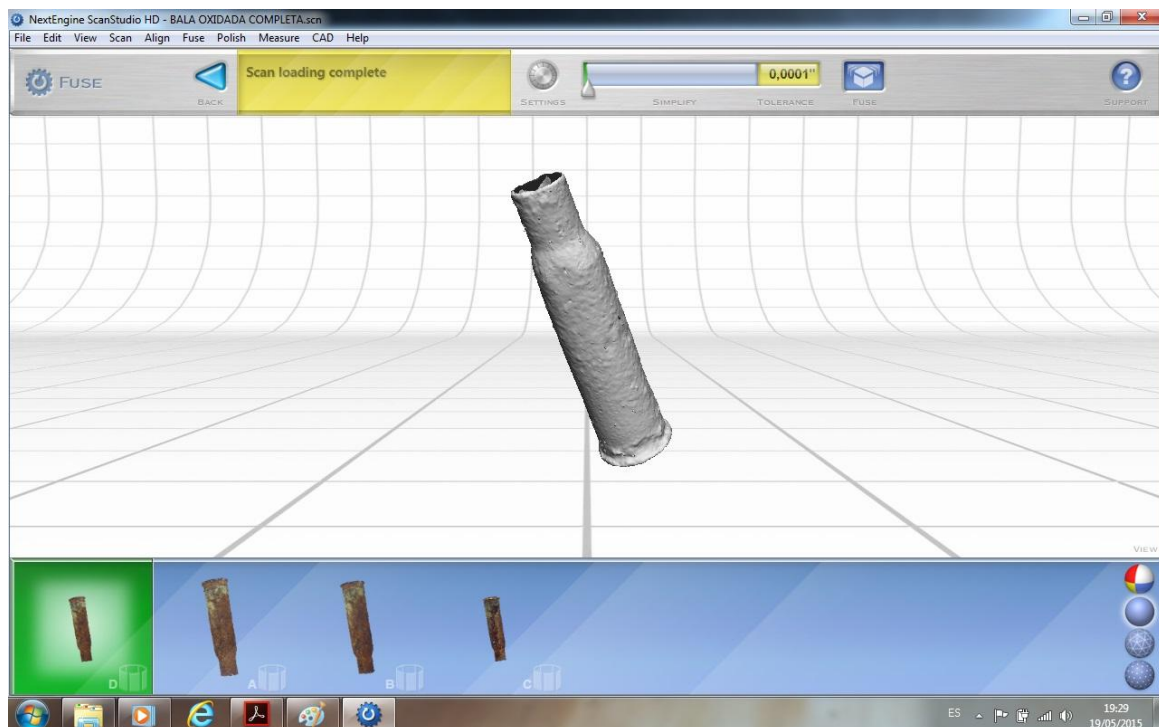 NextEngine ScanStudio HD - BALA OXIDADA COMPLETA.scn
File Edit View Scan Align Fuse Polish Measure CAD Help
FUSE
BACK
Scan loading complete
SETTINGS
SIMPLIFY
0,0001"
TOLERANCE
FUSE
SUPPORT
VIEW
D
A
B
C
ES
19:29
19/05/2015